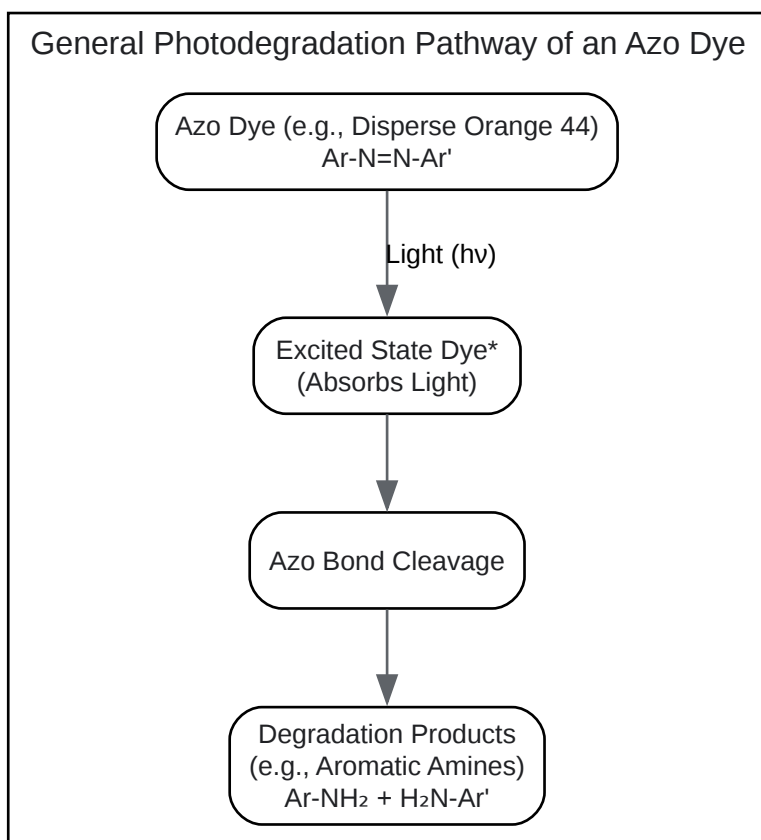 General Photodegradation Pathway of an Azo Dye
Azo Dye (e.g., Disperse Orange 44)
Ar-N=N-Ar'
Light (hν)
Excited State Dye*
(Absorbs Light)
Azo Bond Cleavage
Degradation Products
(e.g., Aromatic Amines)
Ar-NH₂ + H₂N-Ar'